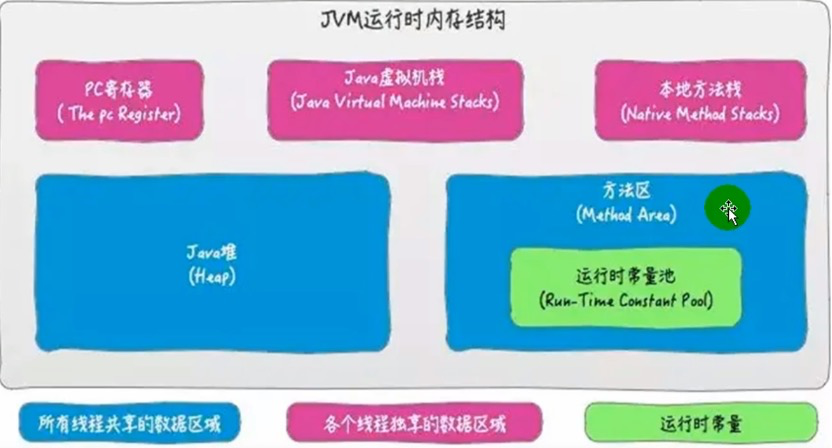 JVM运行时内存结构
PC寄存器
( The pc Register)
Java虚拟机栈
(Java Virtual Machine Stacks)
本地方法栈
(Native Method Stacks)
Java堆
(Heap)
方法区
(Method Area)
运行时常量池
(Run-Time Constant Pool)
所有线程共享的数据区域
各个线程独享的数据区域
运行时常量